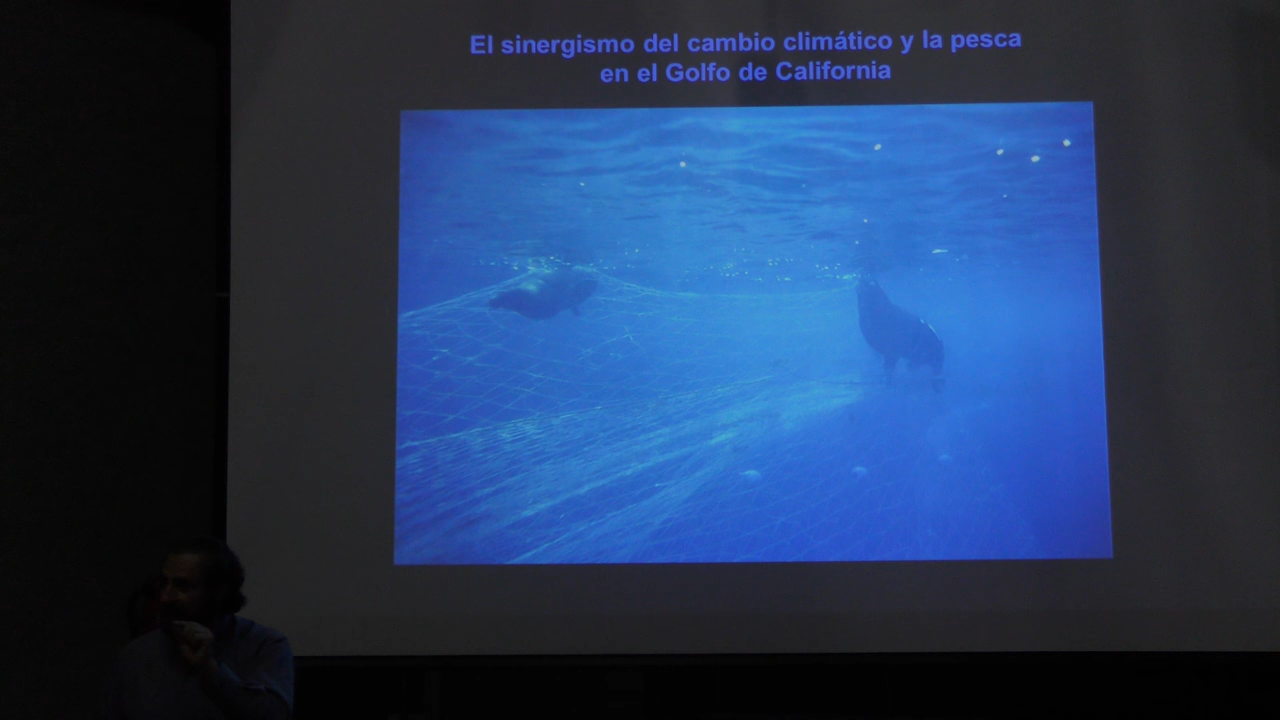 El sinergismo del cambio climático y la pesca
en el Golfo de California